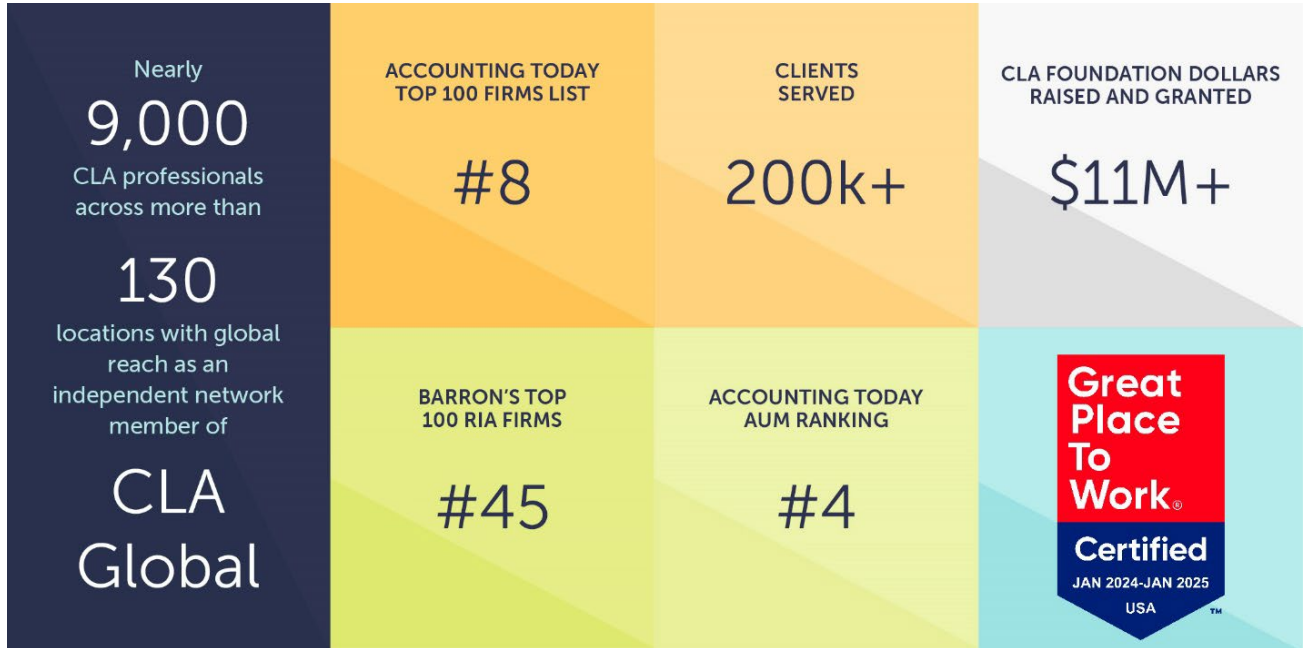 Nearly
9,000
CLA professionals
across more than
130
locations with global
reach as an
independent network
member of
CLA
Global
ACCOUNTING TODAY
TOP 100 FIRMS LIST
#8
CLIENTS
SERVED
200k+
CLA FOUNDATION DOLLARS
RAISED AND GRANTED
$11M+
BARRON’S TOP
100 RIA FIRMS
#45
ACCOUNTING TODAY
AUM RANKING
#4
Great
Place
To
Work®
Certified
JAN 2024-JAN 2025
USA
™